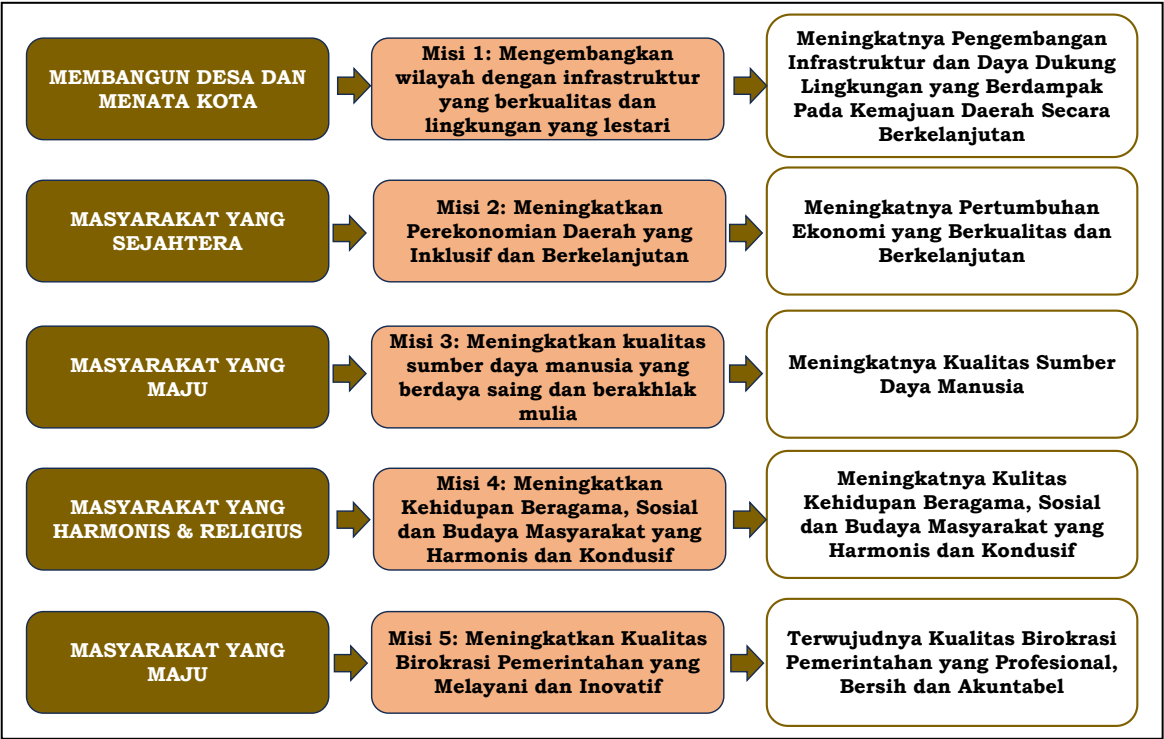 MEMBANGUN DESA DAN
MENATA KOTA
Misi 1: Mengembangkan
wilayah dengan infrastruktur
yang berkualitas dan
lingkungan yang lestari
Meningkatnya Pengembangan
Infrastruktur dan Daya Dukung
Lingkungan yang Berdampak
Pada Kemajuan Daerah Secara
Berkelanjutan
MASYARAKAT YANG
SEJAHTERA
Misi 2: Meningkatkan
Perekonomian Daerah yang
Inklusif dan Berkelanjutan
Meningkatnya Pertumbuhan
Ekonomi yang Berkualitas dan
Berkelanjutan
MASYARAKAT YANG
MAJU
Misi 3: Meningkatkan kualitas
sumber daya manusia yang
berdaya saing dan berakhlak
mulia
Meningkatnya Kualitas Sumber
Daya Manusia
MASYARAKAT YANG
HARMONIS & RELIGIUS
Misi 4: Meningkatkan
Kehidupan Beragama, Sosial
dan Budaya Masyarakat yang
Harmonis dan Kondusif
Meningkatnya Kulitas
Kehidupan Beragama, Sosial
dan Budaya Masyarakat yang
Harmonis dan Kondusif
MASYARAKAT YANG
MAJU
Misi 5: Meningkatkan Kualitas
Birokrasi Pemerintahan yang
Melayani dan Inovatif
Terwujudnya Kualitas Birokrasi
Pemerintahan yang Profesional,
Bersih dan Akuntabel